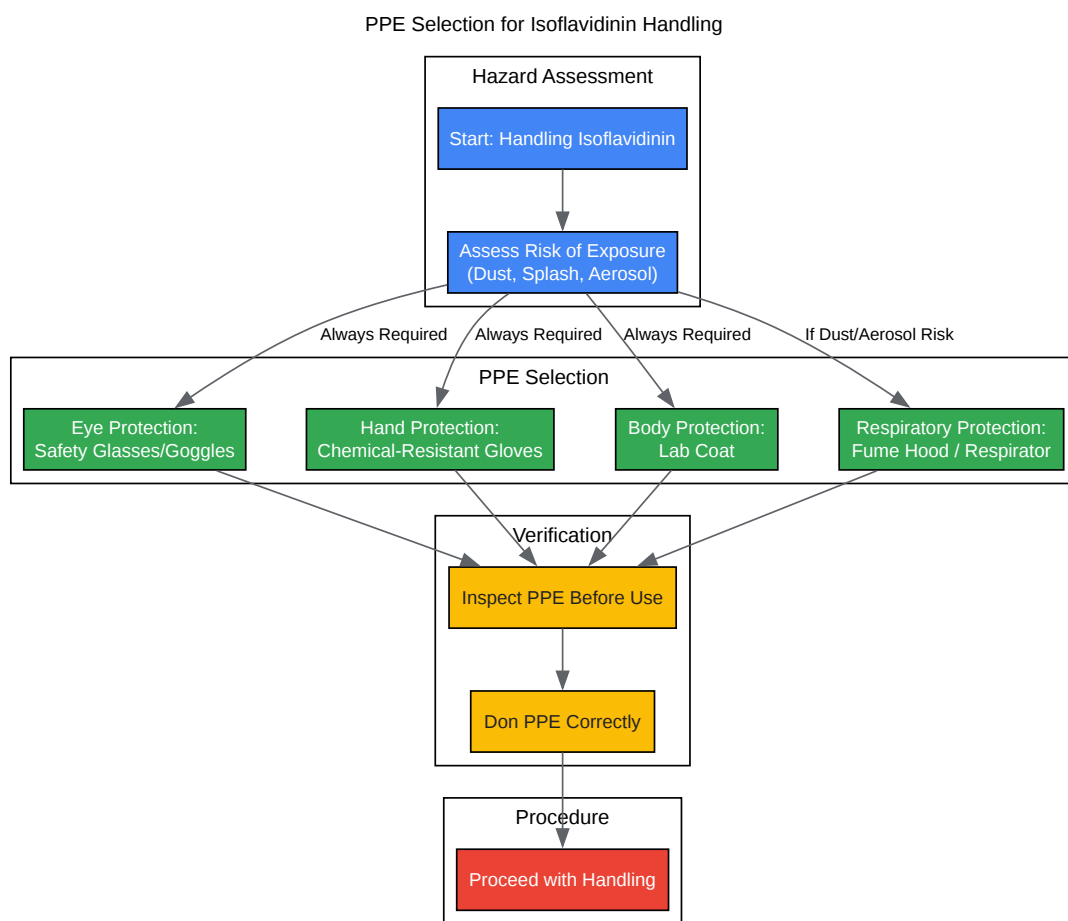 PPE Selection for Isoflavidinin Handling
Hazard Assessment
Start: Handling Isoflavidinin
Assess Risk of Exposure
(Dust, Splash, Aerosol)
Always Required
Always Required
Always Required
If Dust/Aerosol Risk
PPE Selection
Eye Protection:
Safety Glasses/Goggles
Hand Protection:
Chemical-Resistant Gloves
Body Protection:
Lab Coat
Respiratory Protection:
Fume Hood / Respirator
Verification
Inspect PPE Before Use
Don PPE Correctly
Procedure
Proceed with Handling